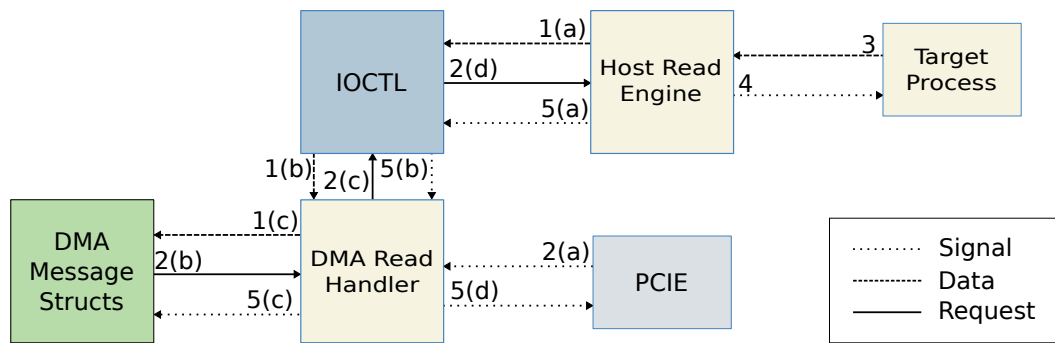 1(a)
3
IOCTL
2(d)
Host Read
Engine
4
Target
Process
5(a)
1(b)
2(c)
5(b)
1(c)
DMA
Message
Structs
2(b)
DMA Read
Handler
2(a)
PCIE
5(c)
5(d)
Signal
Data
Request